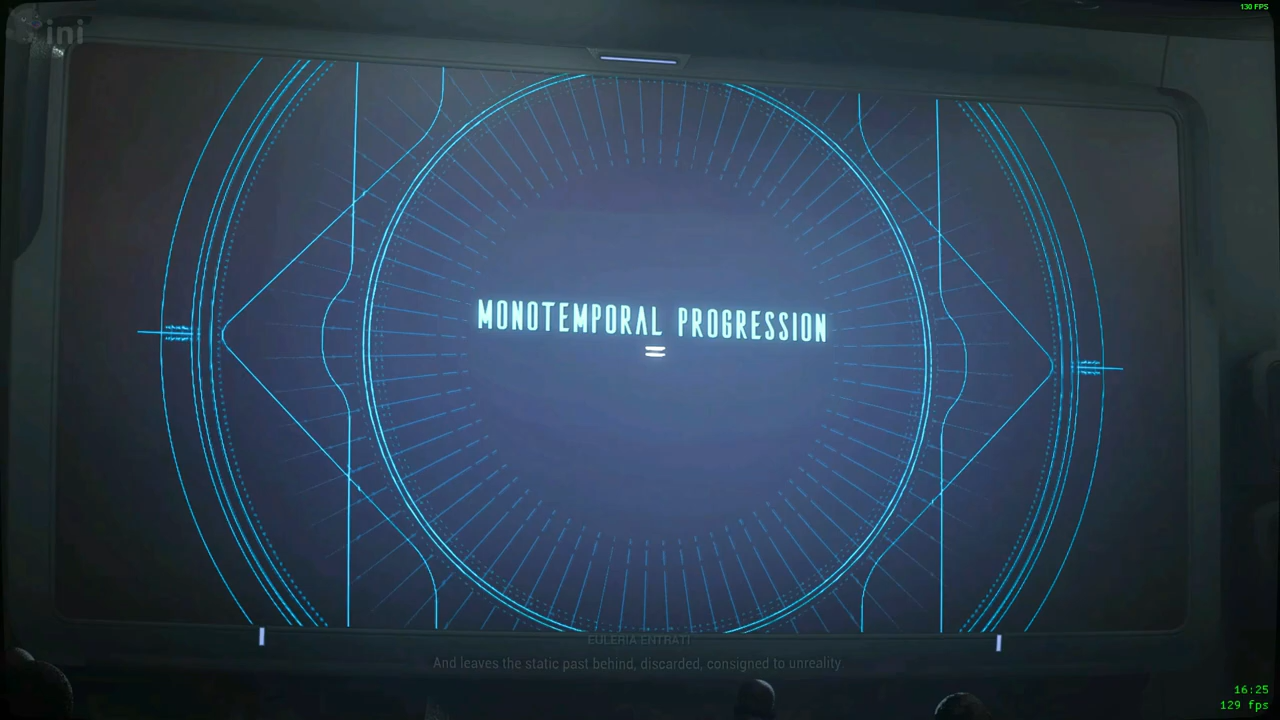 130 FPS
ini
MONOTEMPORAL PROGRESSION
=
EULERIA ENTRATI
And leaves the static past behind, discarded, consigned to unreality
16:25
129 fps